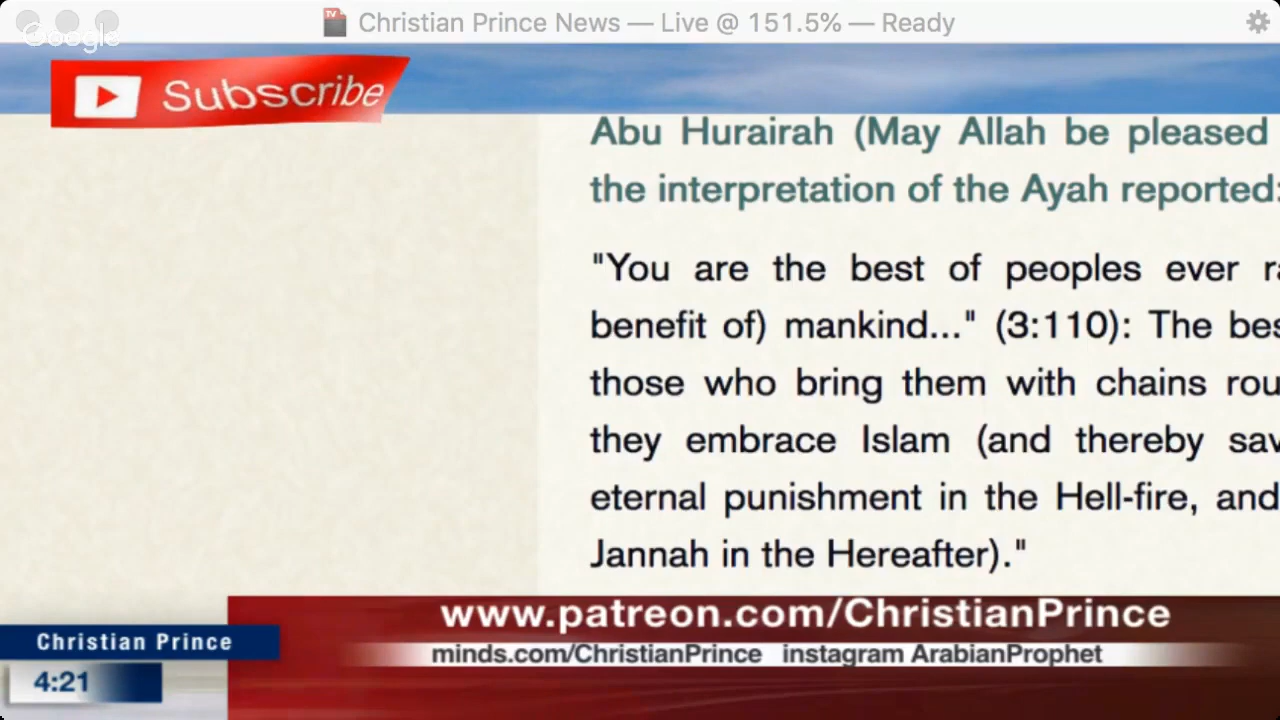 Christian Prince News — Live @ 151.5% — Ready
Google
TV
Subscribe
Abu Hurairah (May Allah be pleased
the interpretation of the Ayah reported:
"You are the best of peoples ever
benefit of) mankind..." (3:110): The
those who bring them with chains
they embrace Islam (and thereby
eternal punishment in the Hell-fire, and
Jannah in the Hereafter)."
www.patreon.com/ChristianPrince
Christian Prince
minds.com/ChristianPrince instagram ArabianProphet
4:21